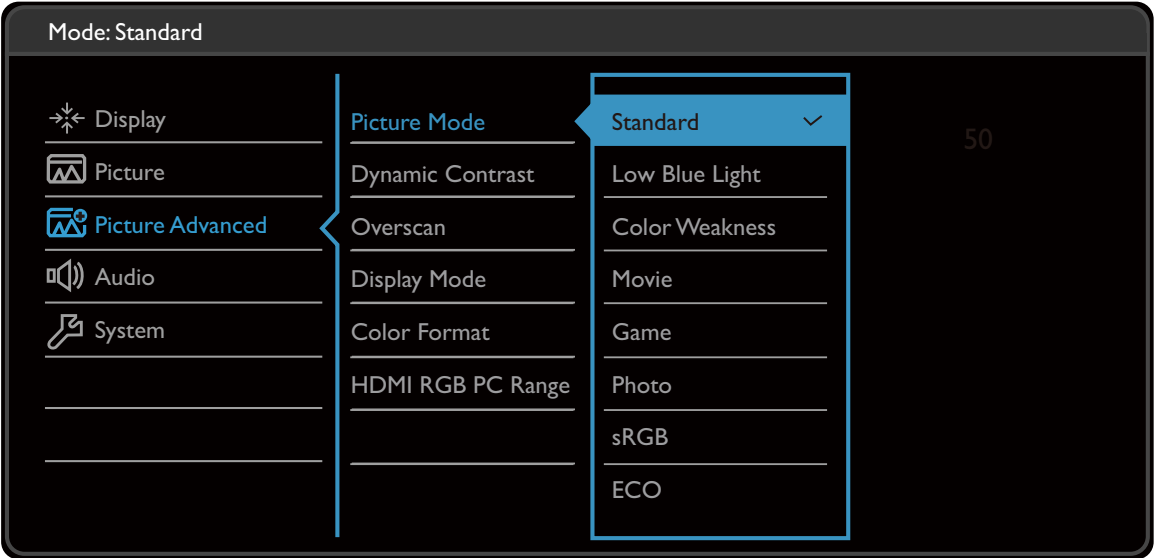 Mode: Standard
Display
Picture
Picture Advanced
Audio
System
Picture Mode
Dynamic Contrast
Overscan
Display Mode
Color Format
HDMI RGB PC Range
Standard
Low Blue Light
Color Weakness
Movie
Game
Photo
sRGB
ECO
50